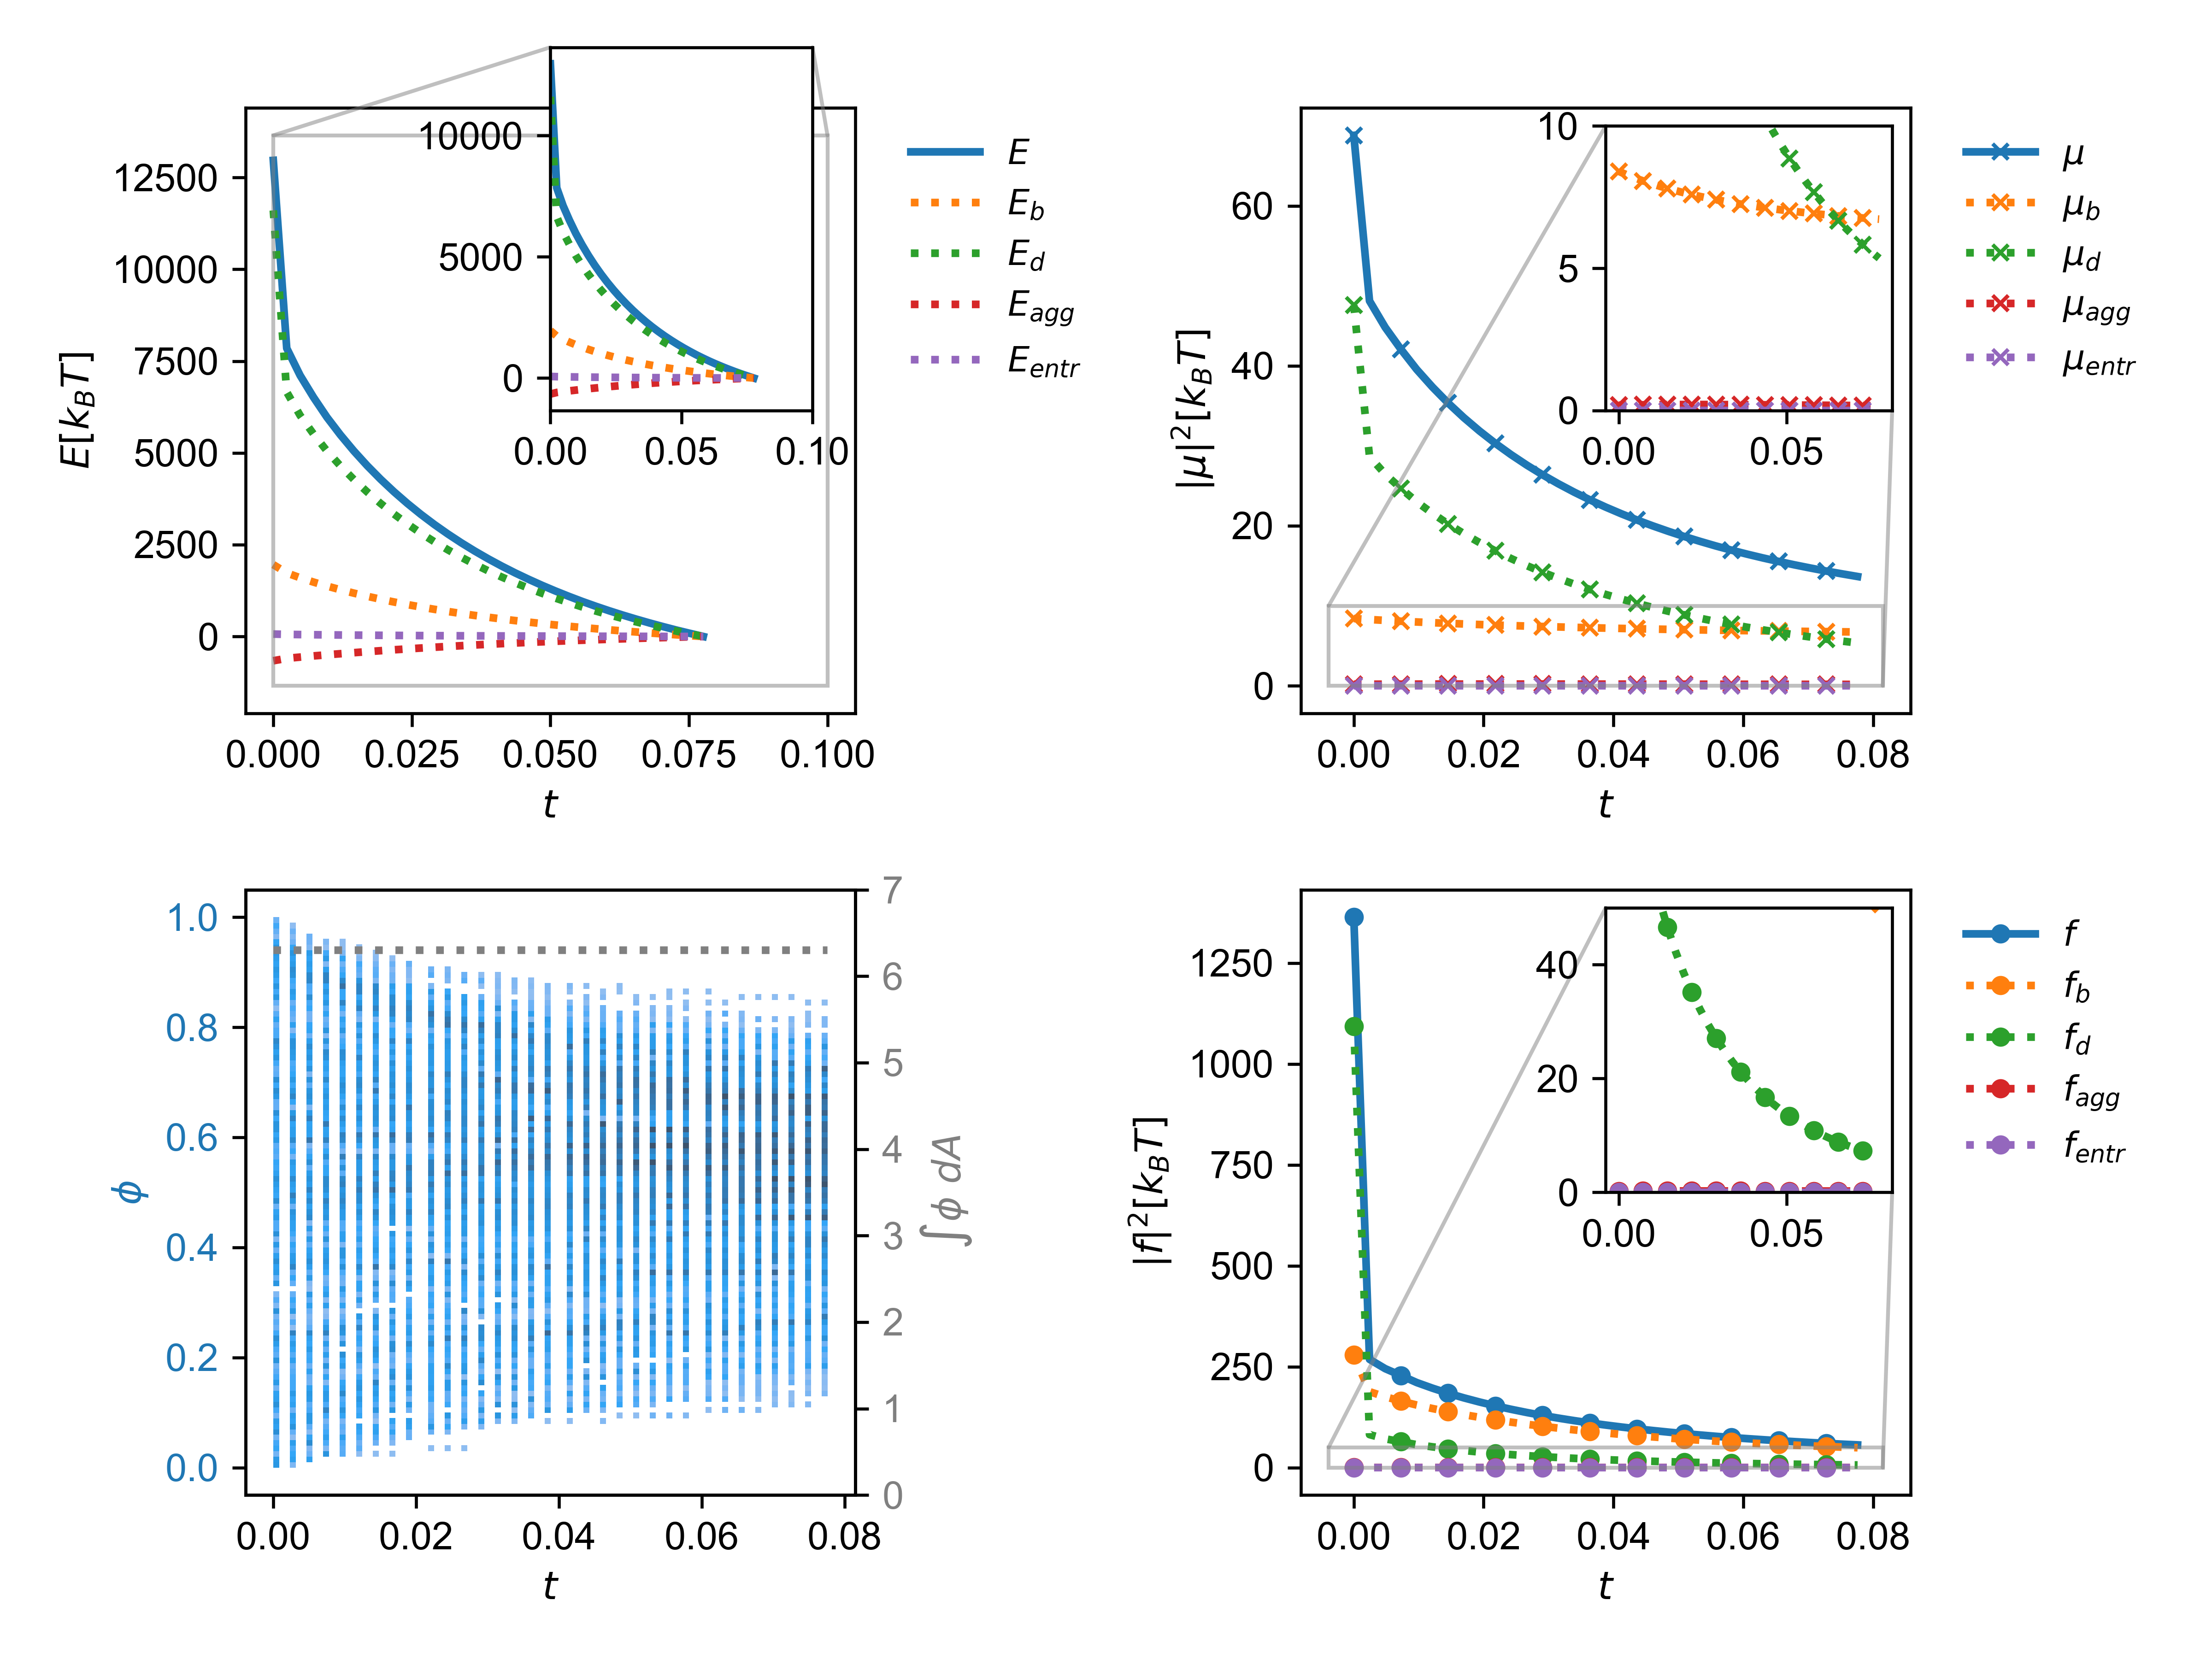 E[k_BT]
12500
10000
7500
5000
2500
0
0.000
0.025
0.050
0.075
0.100
t
10000
5000
0
0.00
0.05
0.10
E
E_b
E_d
E_agg
E_entr
|μ|²[k_BT]
60
40
20
0
0.00
0.02
0.04
0.06
0.08
t
10
5
0
0.00
0.05
μ
μ_b
μ_d
μ_agg
μ_entr
ϕ
1.0
0.8
0.6
0.4
0.2
0.0
0.00
0.02
0.04
0.06
0.08
t
7
6
5
4
3
2
1
0
∫ϕ dA
|f|²[k_BT]
1250
1000
750
500
250
0
0.00
0.02
0.04
0.06
0.08
t
40
20
0
0.00
0.05
f
f_b
f_d
f_agg
f_entr